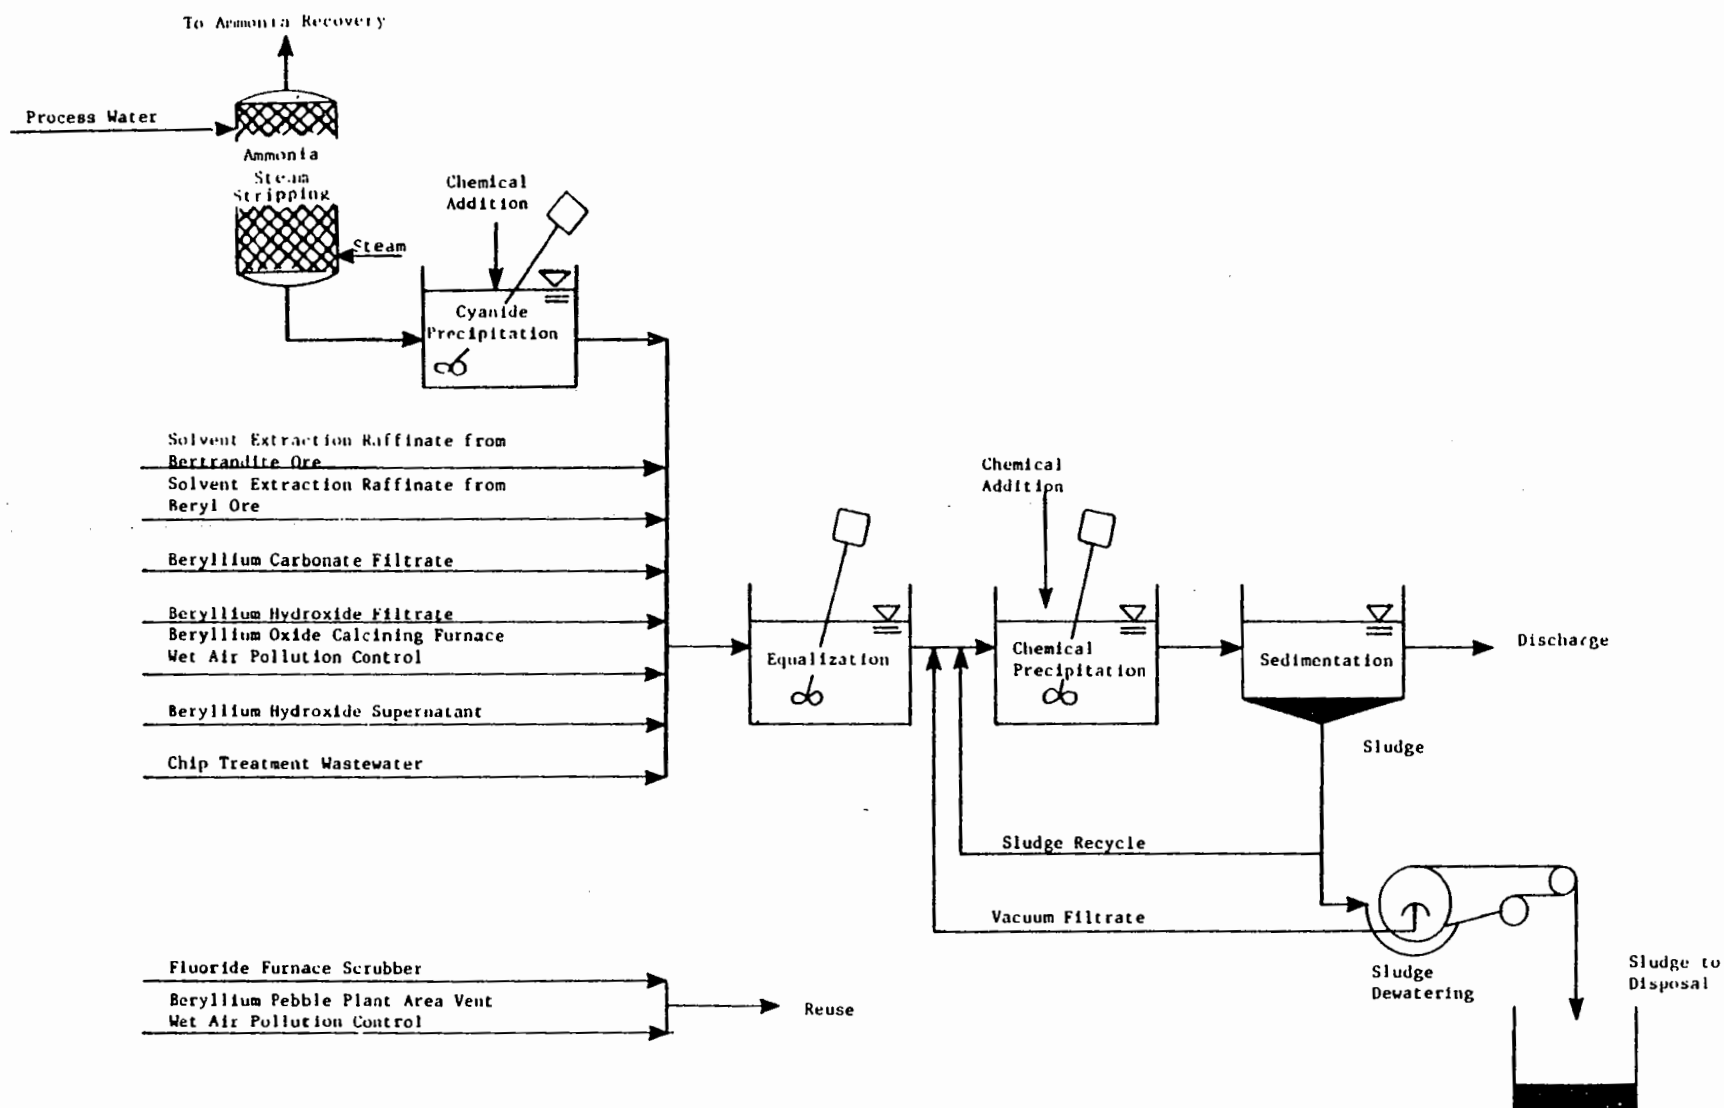 To Ammonia Recovery
Process Water
Ammonia
Steam
Stripping
Steam
Chemical
Addition
Cyanide
Precipitation
Solvent Extraction Raffinate from
Bertrandite Ore
Solvent Extraction Raffinate from
Beryl Ore
Beryllium Carbonate Filtrate
Beryllium Hydroxide Filtrate
Beryllium Oxide Calcining Furnace
Wet Air Pollution Control
Beryllium Hydroxide Supernatant
Chip Treatment Wastewater
Equalization
Chemical
Addition
Chemical
Precipitation
Sedimentation
Discharge
Sludge
Sludge Recycle
Vacuum Filtrate
Sludge
Dewatering
Sludge to
Disposal
Fluoride Furnace Scrubber
Beryllium Pebble Plant Area Vent
Wet Air Pollution Control
Reuse